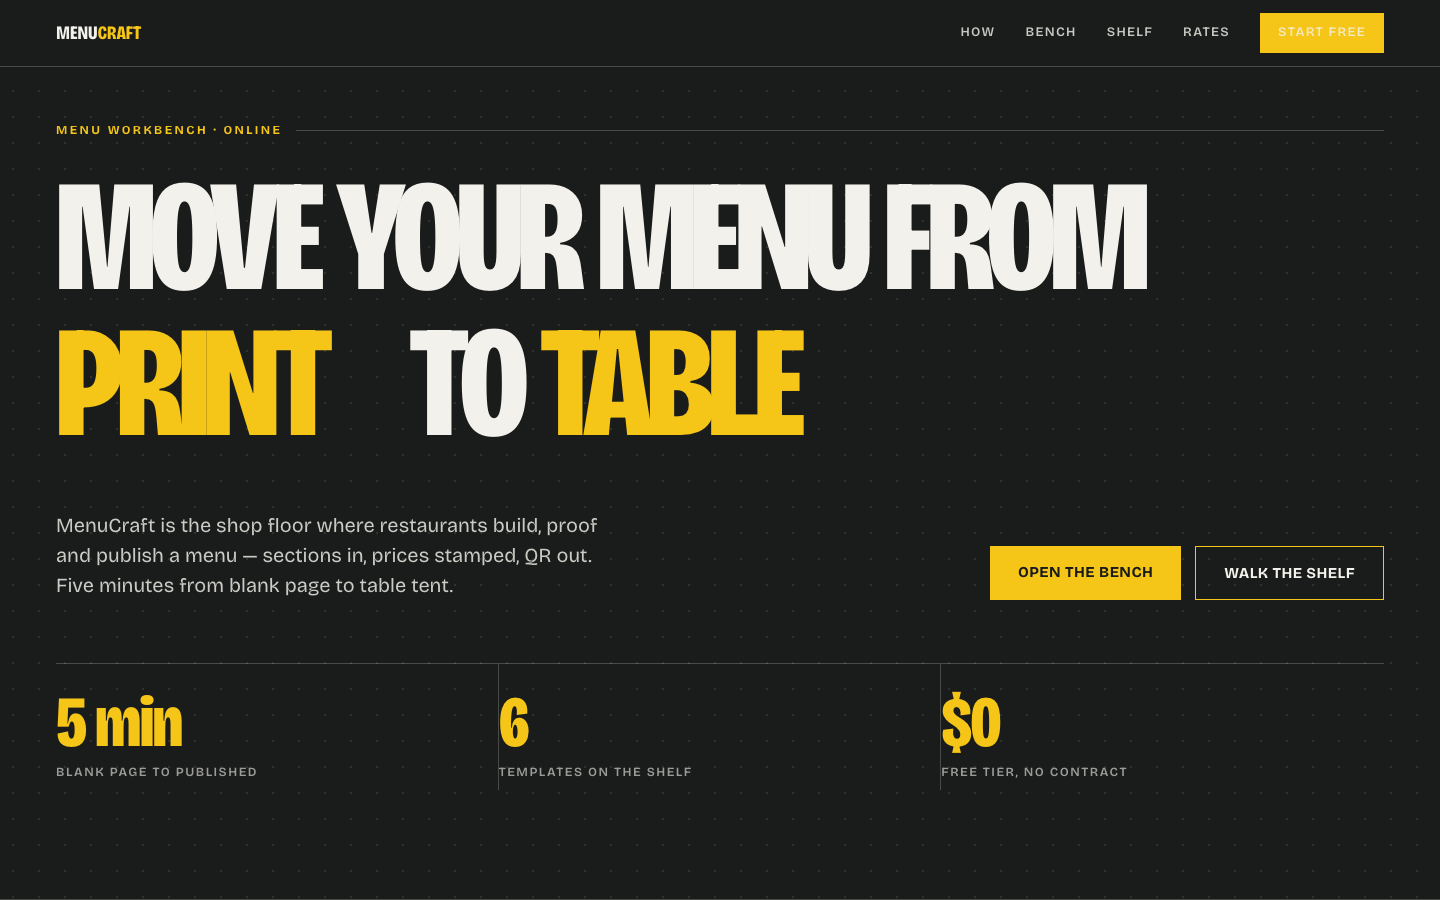 MENUCRAFT
HOW BENCH SHELF RATES START FREE
MENU WORKBENCH · ONLINE
MOVE YOUR MENU FROM
PRINT TO TABLE
MenuCraft is the shop floor where restaurants build, proof
and publish a menu — sections in, prices stamped, QR out.
Five minutes from blank page to table tent.
OPEN THE BENCH WALK THE SHELF
5 min
BLANK PAGE TO PUBLISHED
6
TEMPLATES ON THE SHELF
$0
FREE TIER, NO CONTRACT